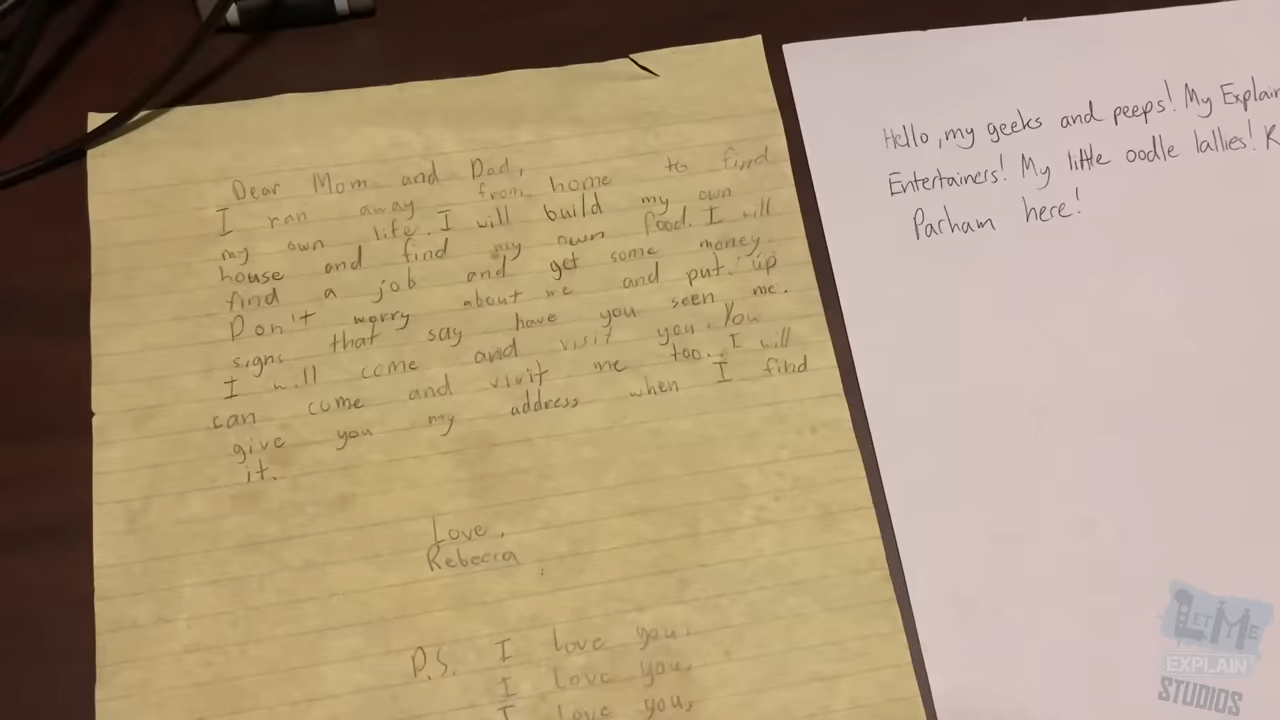 Dear Mom and Dad,
I ran away from home to find
my own life. I will build my own
house and find my own food. I will
find a job and get some money.
Don't worry about me and put up
signs that say have you seen me.
I will come and visit you. You
can come and visit me too. I will
give you my address when I find
it.
Love,
Rebecca
P.S. I love you.
I love you.
I love you,
Hello, my geeks and peeps! My Explain
Entertainers! My little oodle lallies! K
Parham here!
LET ME
EXPLAIN
STUDIOS